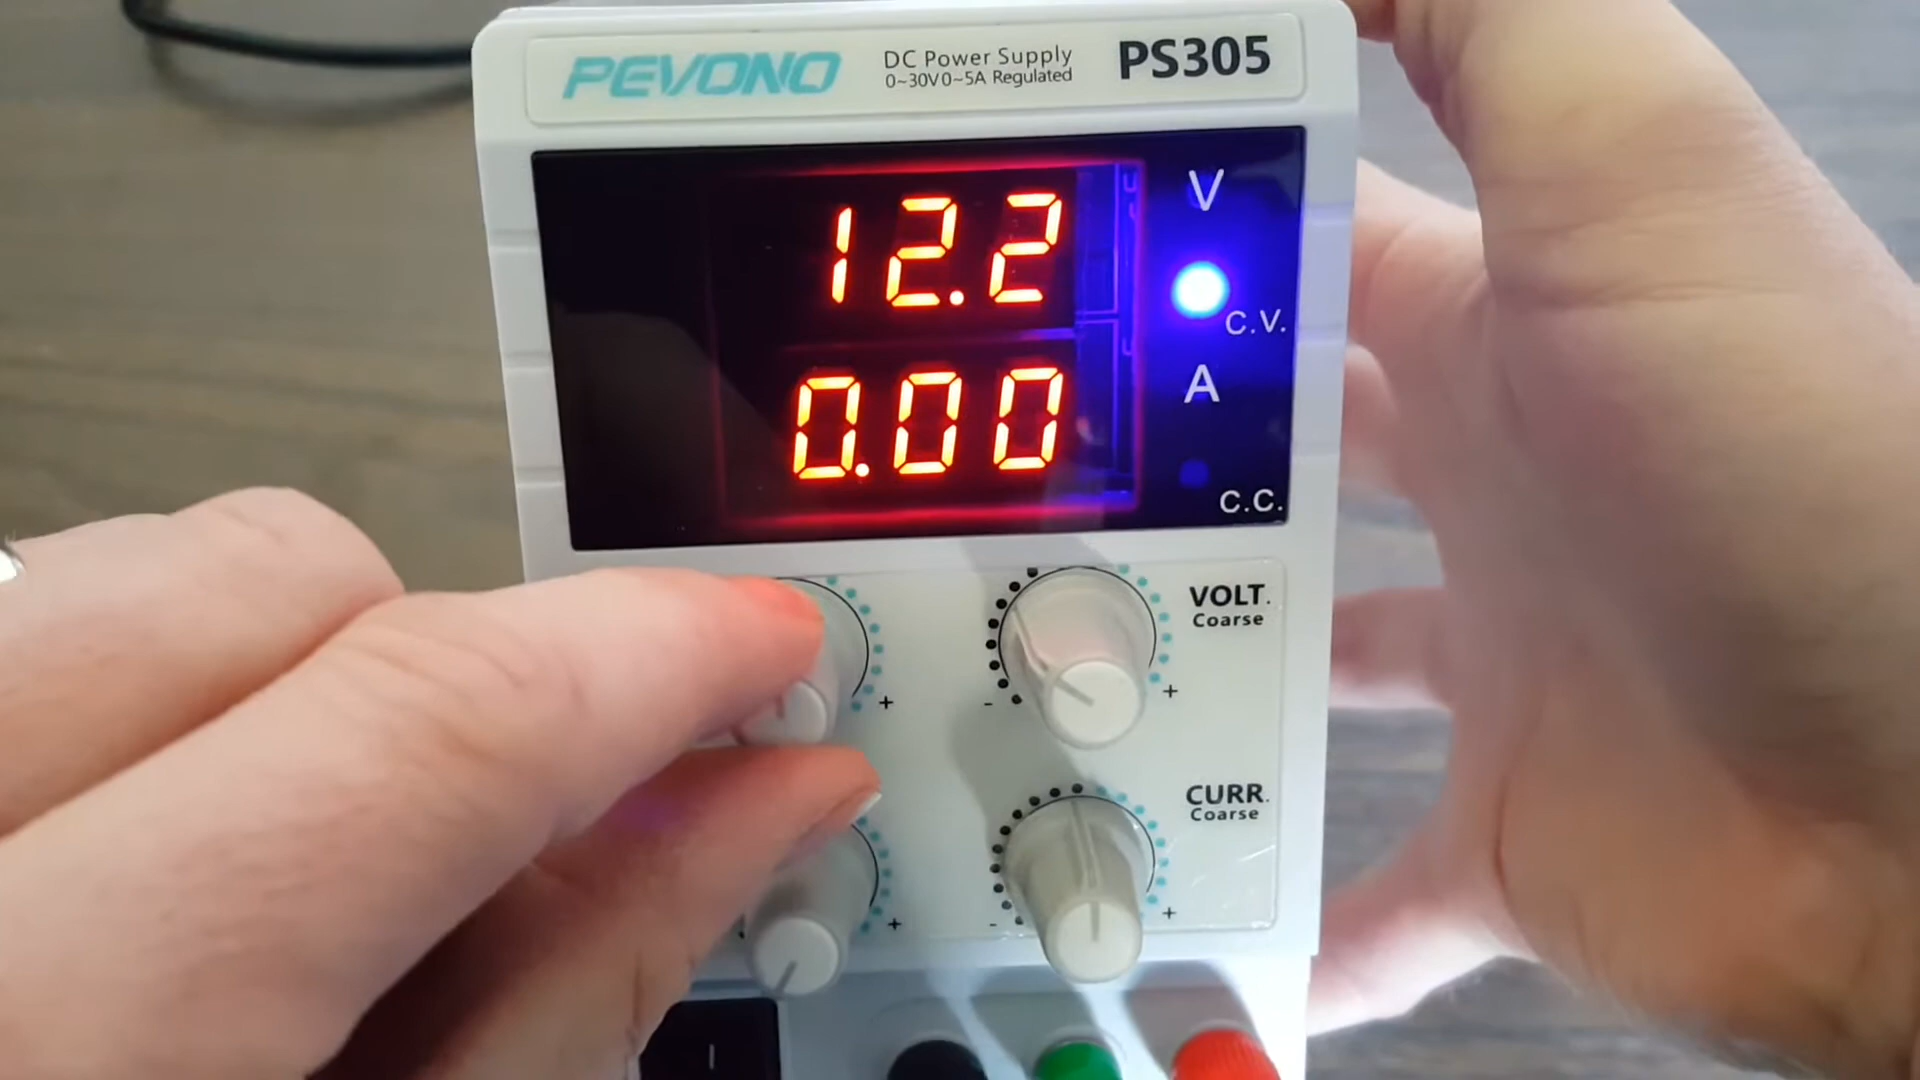 PEVONO
DC Power Supply
0~30V0~5A Regulated
PS305
12.2
V
C.V.
0.00
A
C.C.
VOLT.
Coarse
+
-
+
CURR.
Coarse
+
-
+